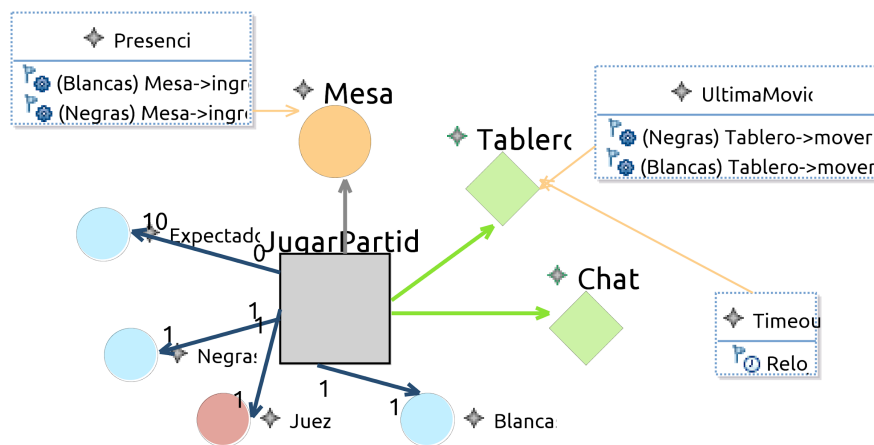 Presenci
(Blancas) Mesa->ingr
(Negras) Mesa->ingr
Mesa
UltimaMovic
(Negras) Tablero->mover
(Blancas) Tablero->mover
Tablero
10
Expectado
0
JugarPartid
Chat
1
1
1
Negras
Timeou
Relo
1
1
1
Juez
Blanca